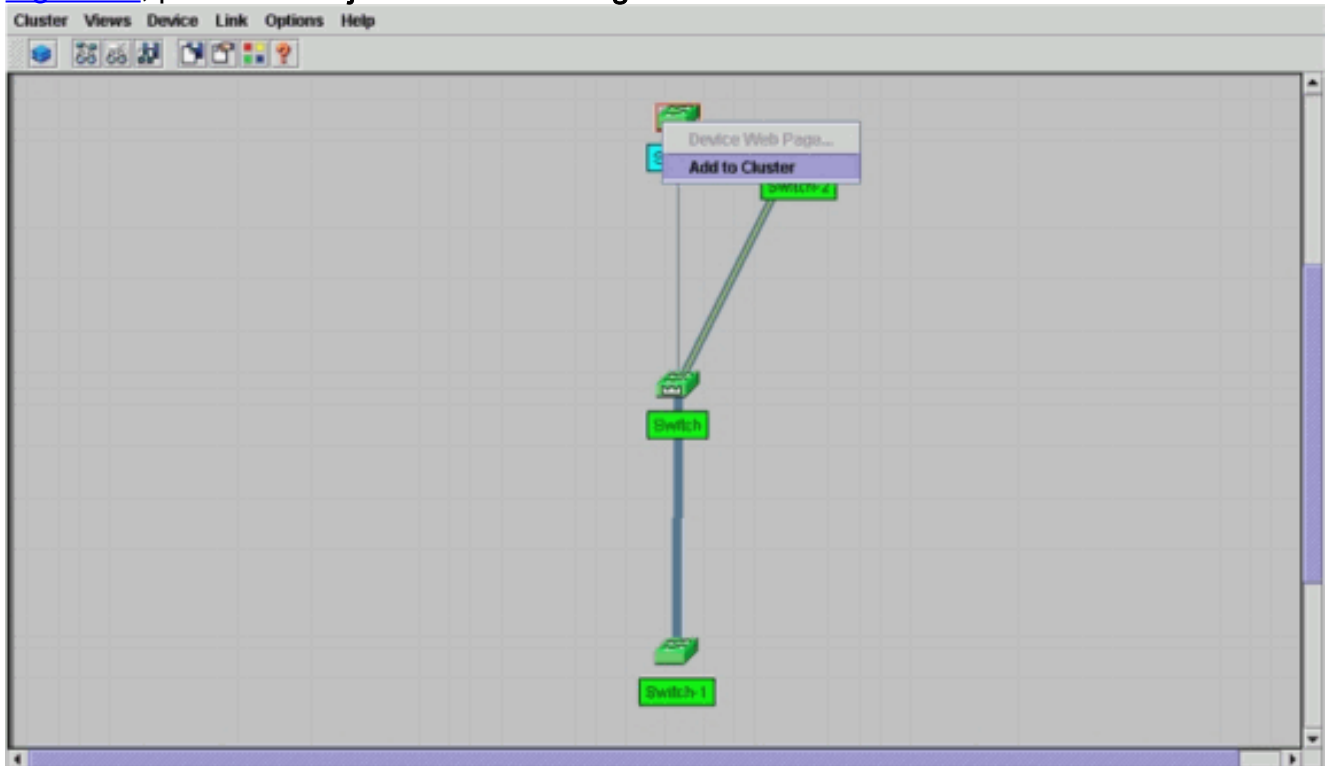 Cluster Views Device Link Options Help
Device Web Page...
Add to Cluster
Switch-2
Switch
Switch-1